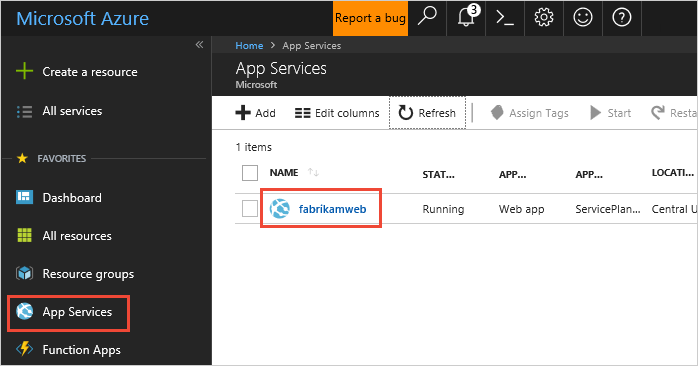 Microsoft Azure
Report a bug
3
«
Home > App Services
App Services
Microsoft
Create a resource
All services
FAVORITES
Dashboard
All resources
Resource groups
App Services
Function Apps
Add
Edit columns
Refresh
Assign Tags
Start
Resta
1 items
NAME
STAT...
APP...
APP...
LOCATI...
fabrikamweb
Running
Web app
ServicePlan...
Central U